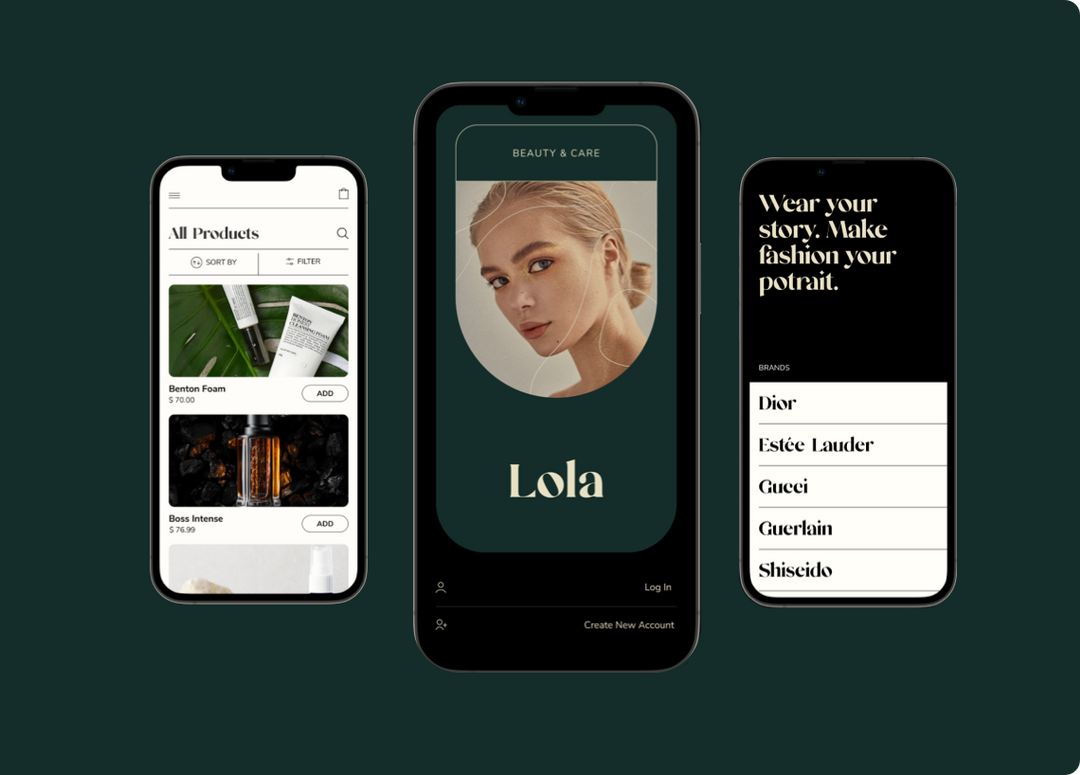 All Products
SORT BY
FILTER
BENTON
CLEANSING FOAM
Benton Foam
$ 70.00
ADD
Boss Intense
$ 76.99
ADD
BEAUTY & CARE
Lola
Log In
Create New Account
Wear your
story. Make
fashion your
potrait.
BRANDS
Dior
Estée Lauder
Gucci
Guerlain
Shiseido